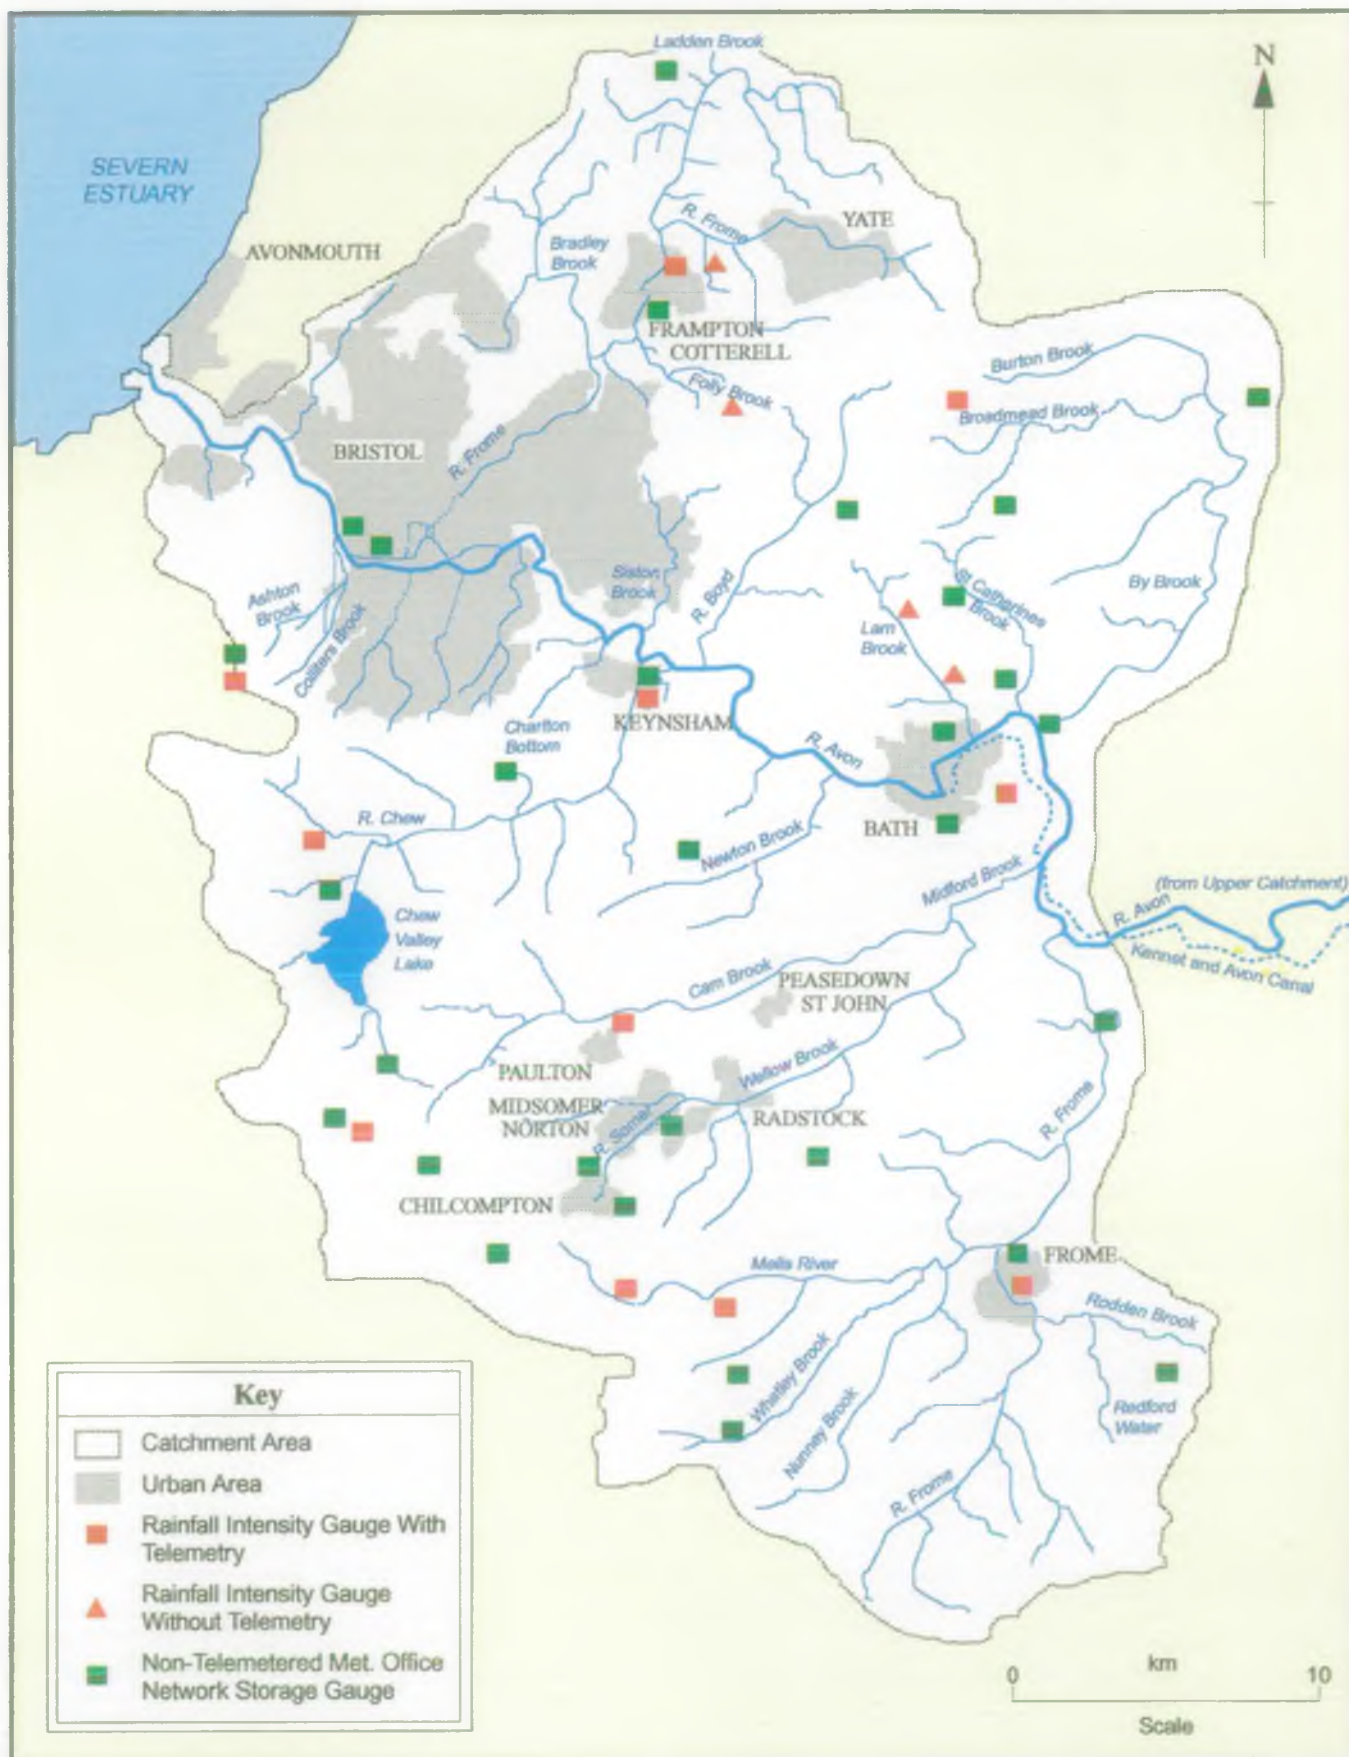 Ladden Brook
N
SEVERN
ESTUARY
R. Frome
YATE
AVONMOUTH
Bradley
Brook
FRAMPTON
COTTERELL
Burton Brook
Folly Brook
Broadmead Brook
BRISTOL
R. Frome
Siston
Brook
R. Boyd
St Catherines
Brook
By Brook
Ashton
Brook
Colliters Brook
Lam
Brook
KEYNSHAM
Charlton
Bottom
R. Avon
R. Chew
BATH
Newton Brook
Midford Brook
(from Upper Catchment)
R. Avon
Kennet and Avon Canal
Chew
Valley
Lake
Cam Brook
PEASEDOWN
ST JOHN
PAULTON
Wellow Brook
MIDSOMER
NORTON
R. Somer
RADSTOCK
R. Frome
CHILCOMPTON
Mells River
FROME
Rodden Brook
Whatley Brook
Nunney Brook
Redford
Water
R. Frome
Key
Catchment Area
Urban Area
Rainfall Intensity Gauge With
Telemetry
Rainfall Intensity Gauge
Without Telemetry
Non-Telemetered Met. Office
Network Storage Gauge
0 km 10
Scale